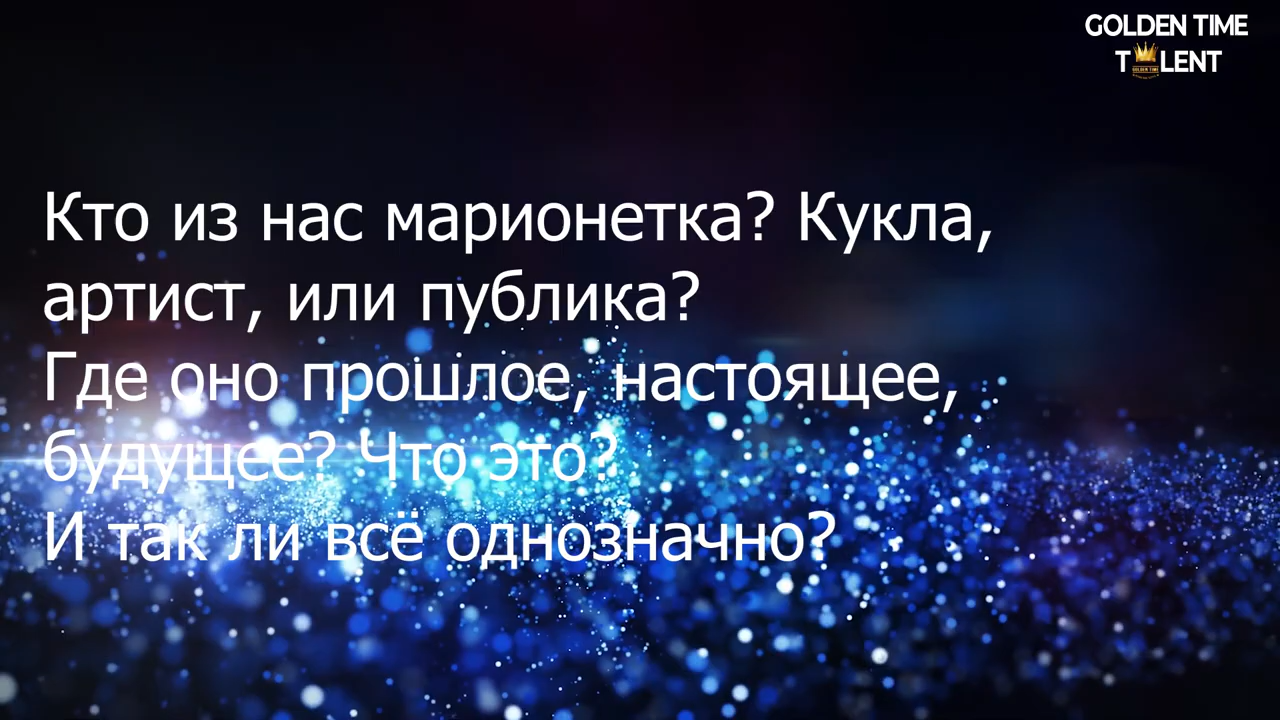 GOLDEN TIME
T LENT
Кто из нас марионетка? Кукла,
артист, или публика?
Где оно прошлое, настоящее,
будущее? Что это?
И так ли всё однозначно?